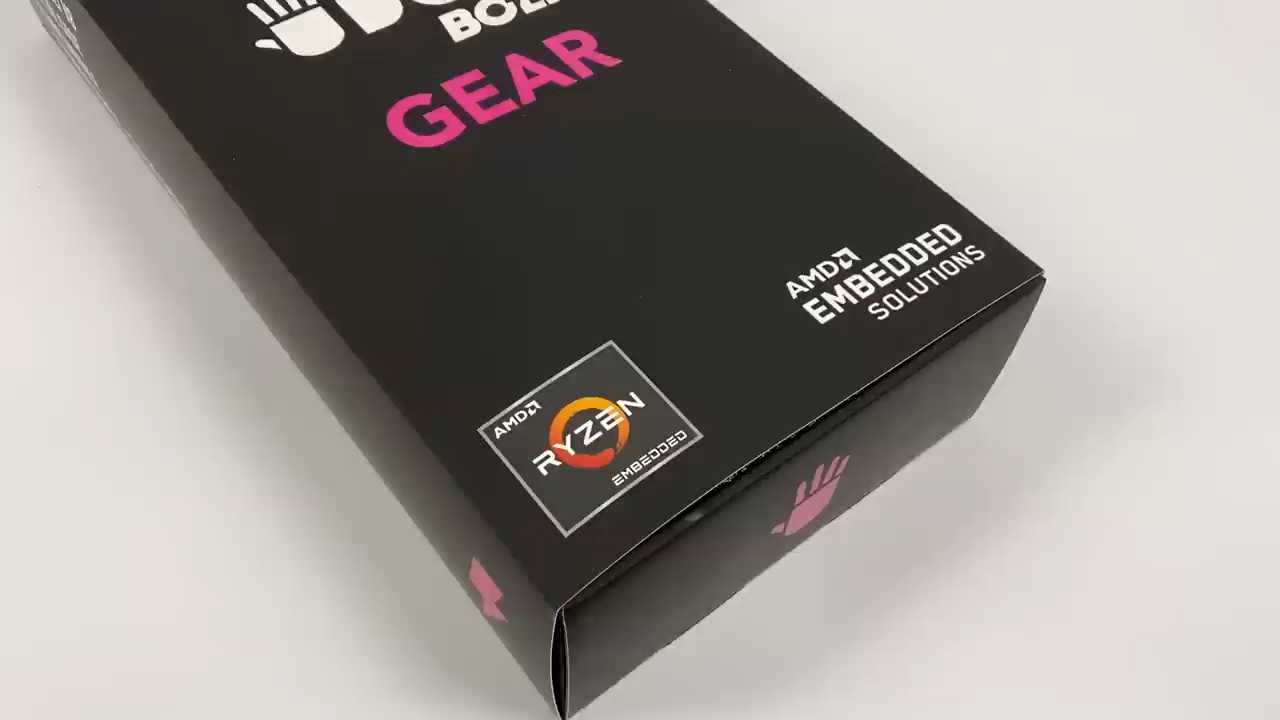 GEAR
AMD
EMBEDDED
SOLUTIONS
AMD
RYZEN
EMBEDDED